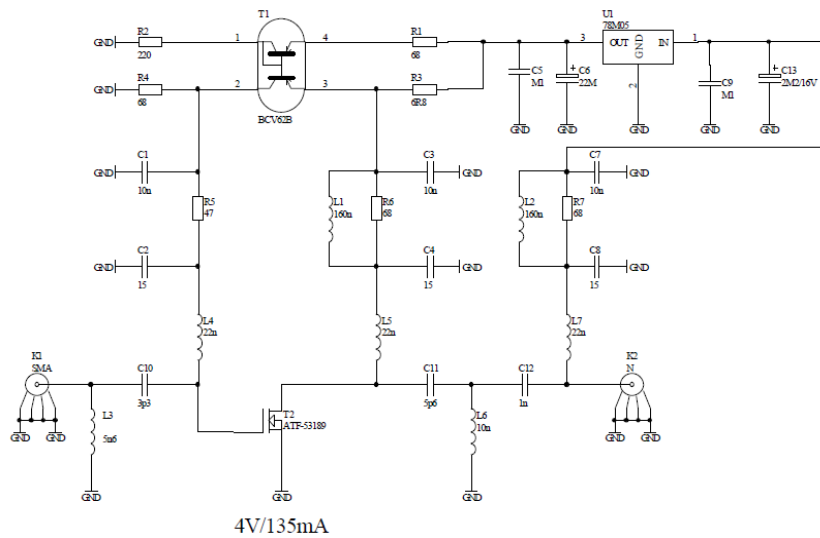 T1
U1
78M05
GND R2 220
1
4
R1 68
3
OUT GND IN
1
GND R4 68
2
3
R3 6R8
BCV62B
C5 M1
C6 22M
2
C9 M1
C13 2M2/16V
GND GND GND GND GND
C1
GND
10n
C3
GND
10n
C7
GND
10n
R5 47
L1 160n
R6 68
L2 160n
R7 68
C2
GND
15
C4
GND
15
C8
GND
15
L4 22n
L5 22n
L7 22n
K1
SMA
C10
3p3
C11
5p6
C12
1n
K2
N
L3
5n6
T2
ATF-53189
L6
10n
GND GND
GND GND
GND
GND
GND
4V/135mA